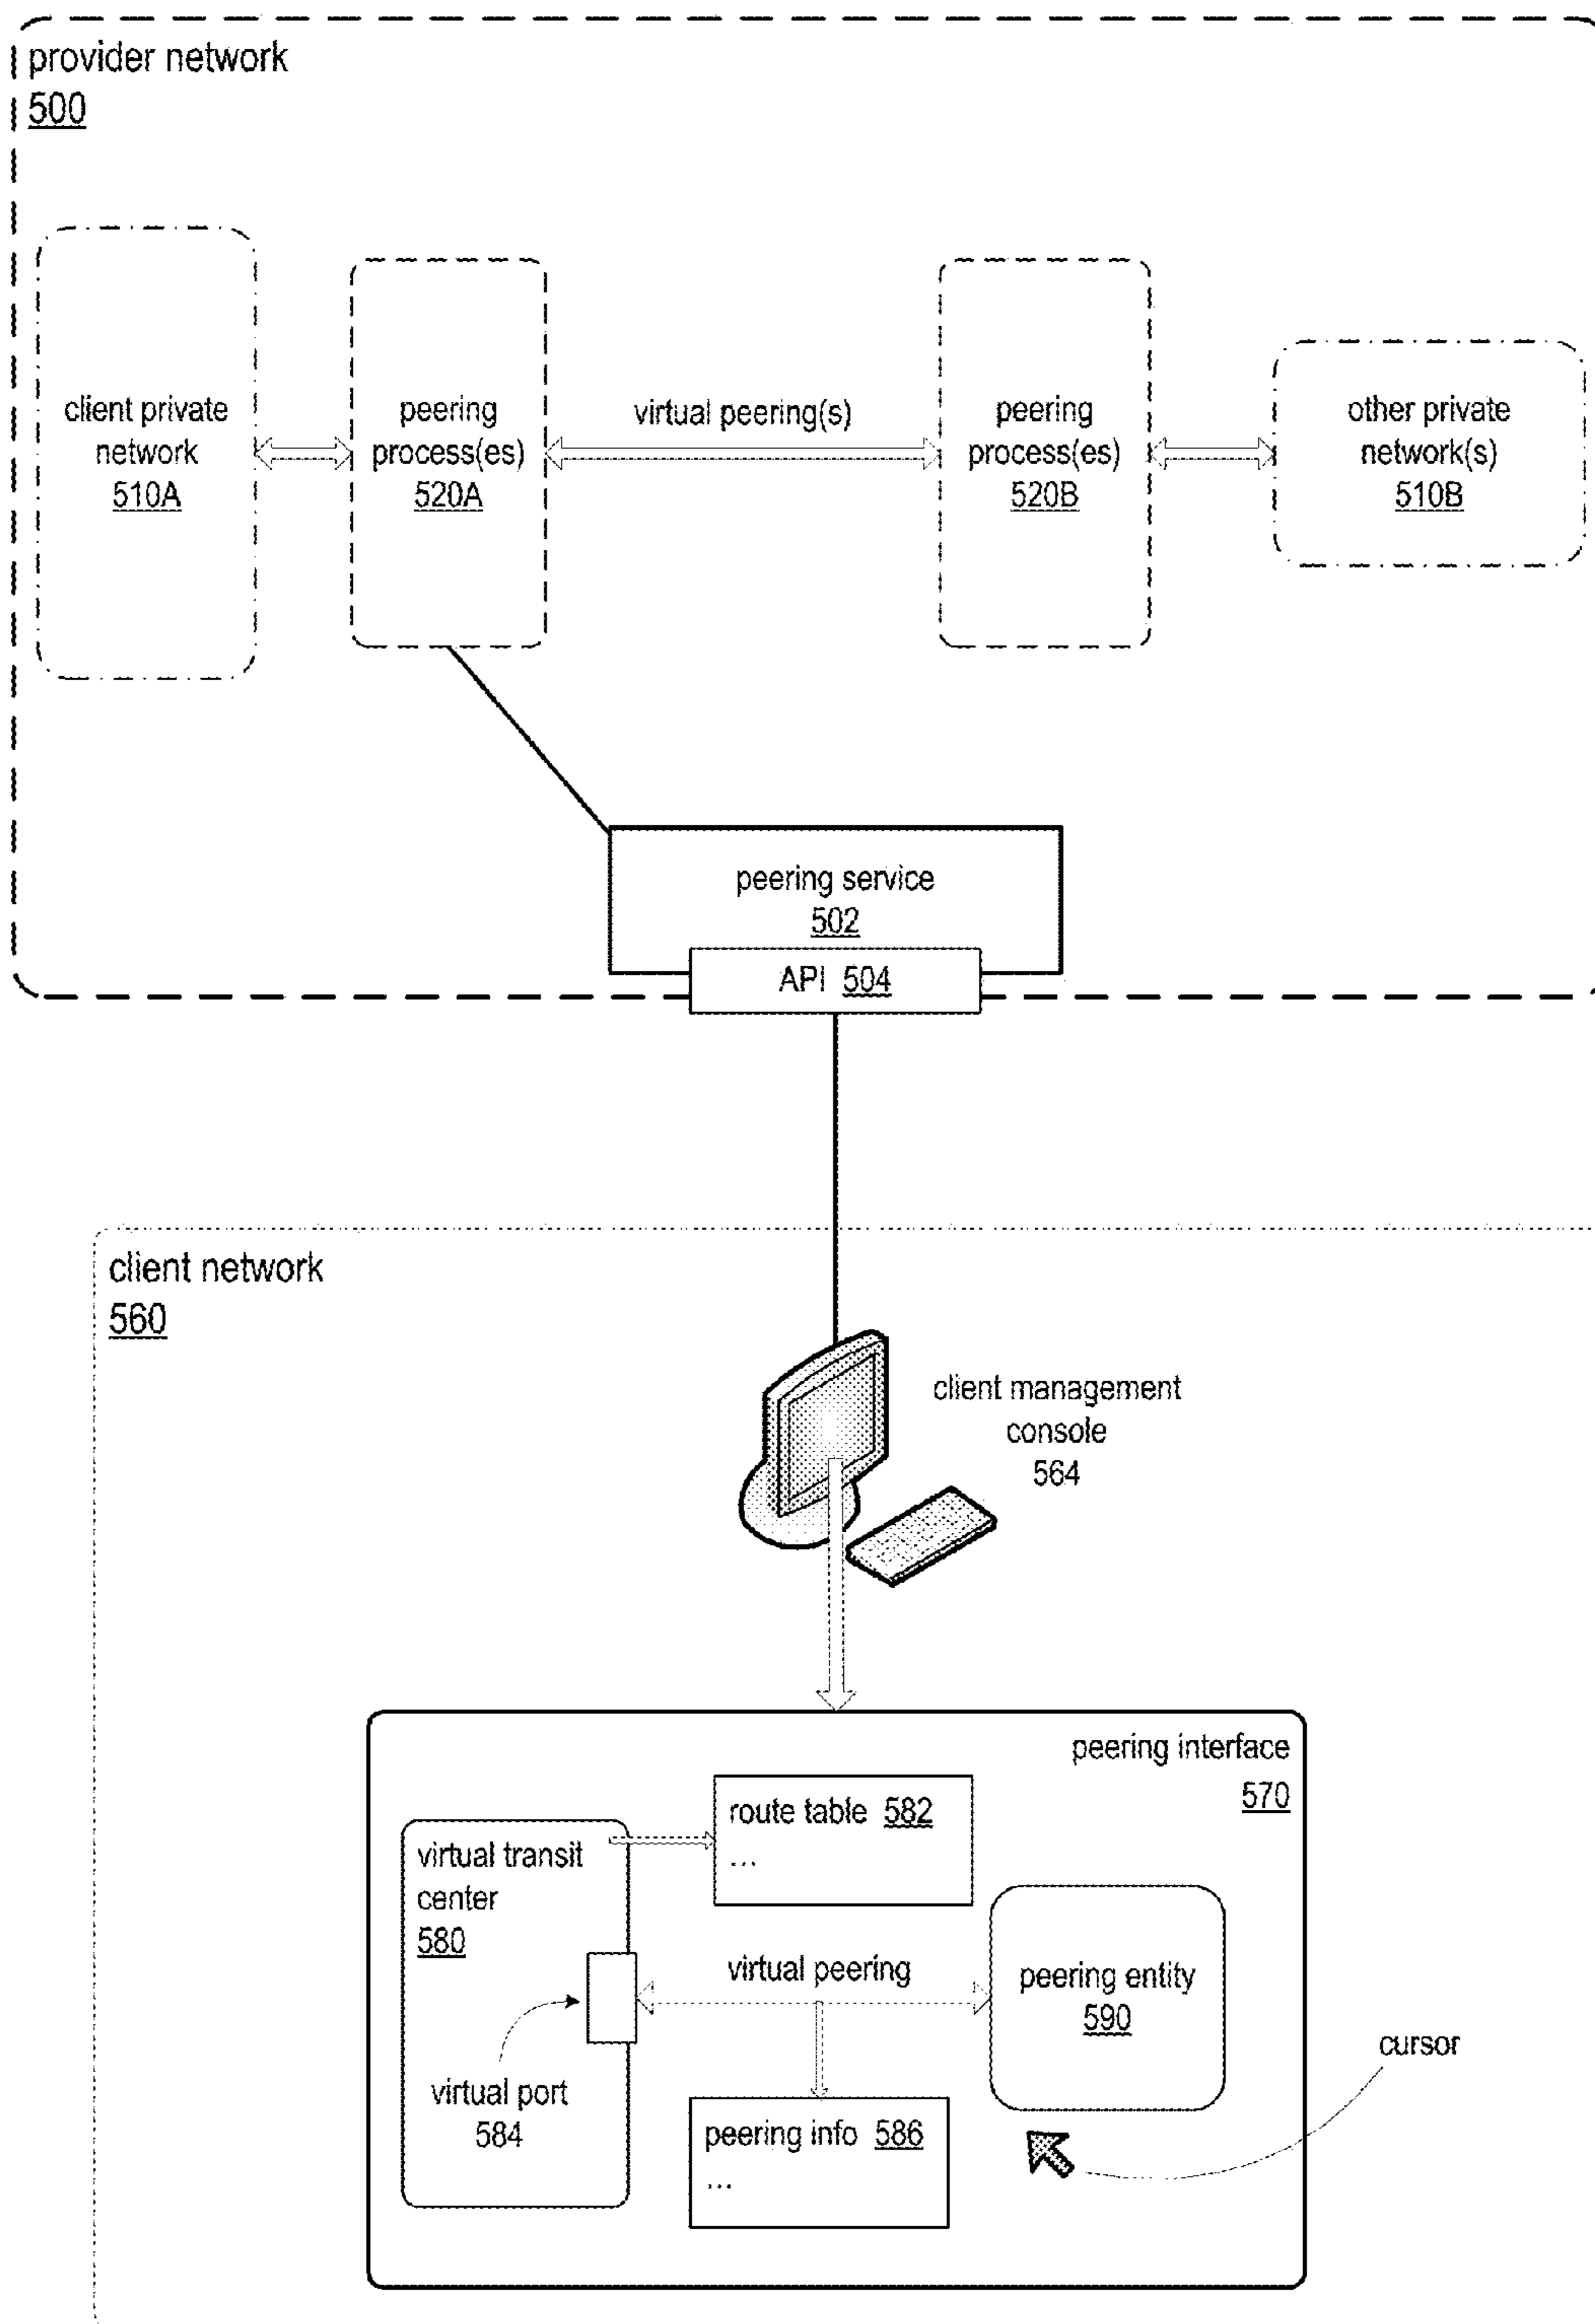 provider network
500
client private
network
510A
peering
process(es)
520A
virtual peering(s)
peering
process(es)
520B
other private
network(s)
510B
peering service
502
API 504
client network
560
client management
console
564
peering interface
570
route table 582
...
virtual transit
center
580
virtual peering
peering entity
590
virtual port
584
peering info 586
...
cursor